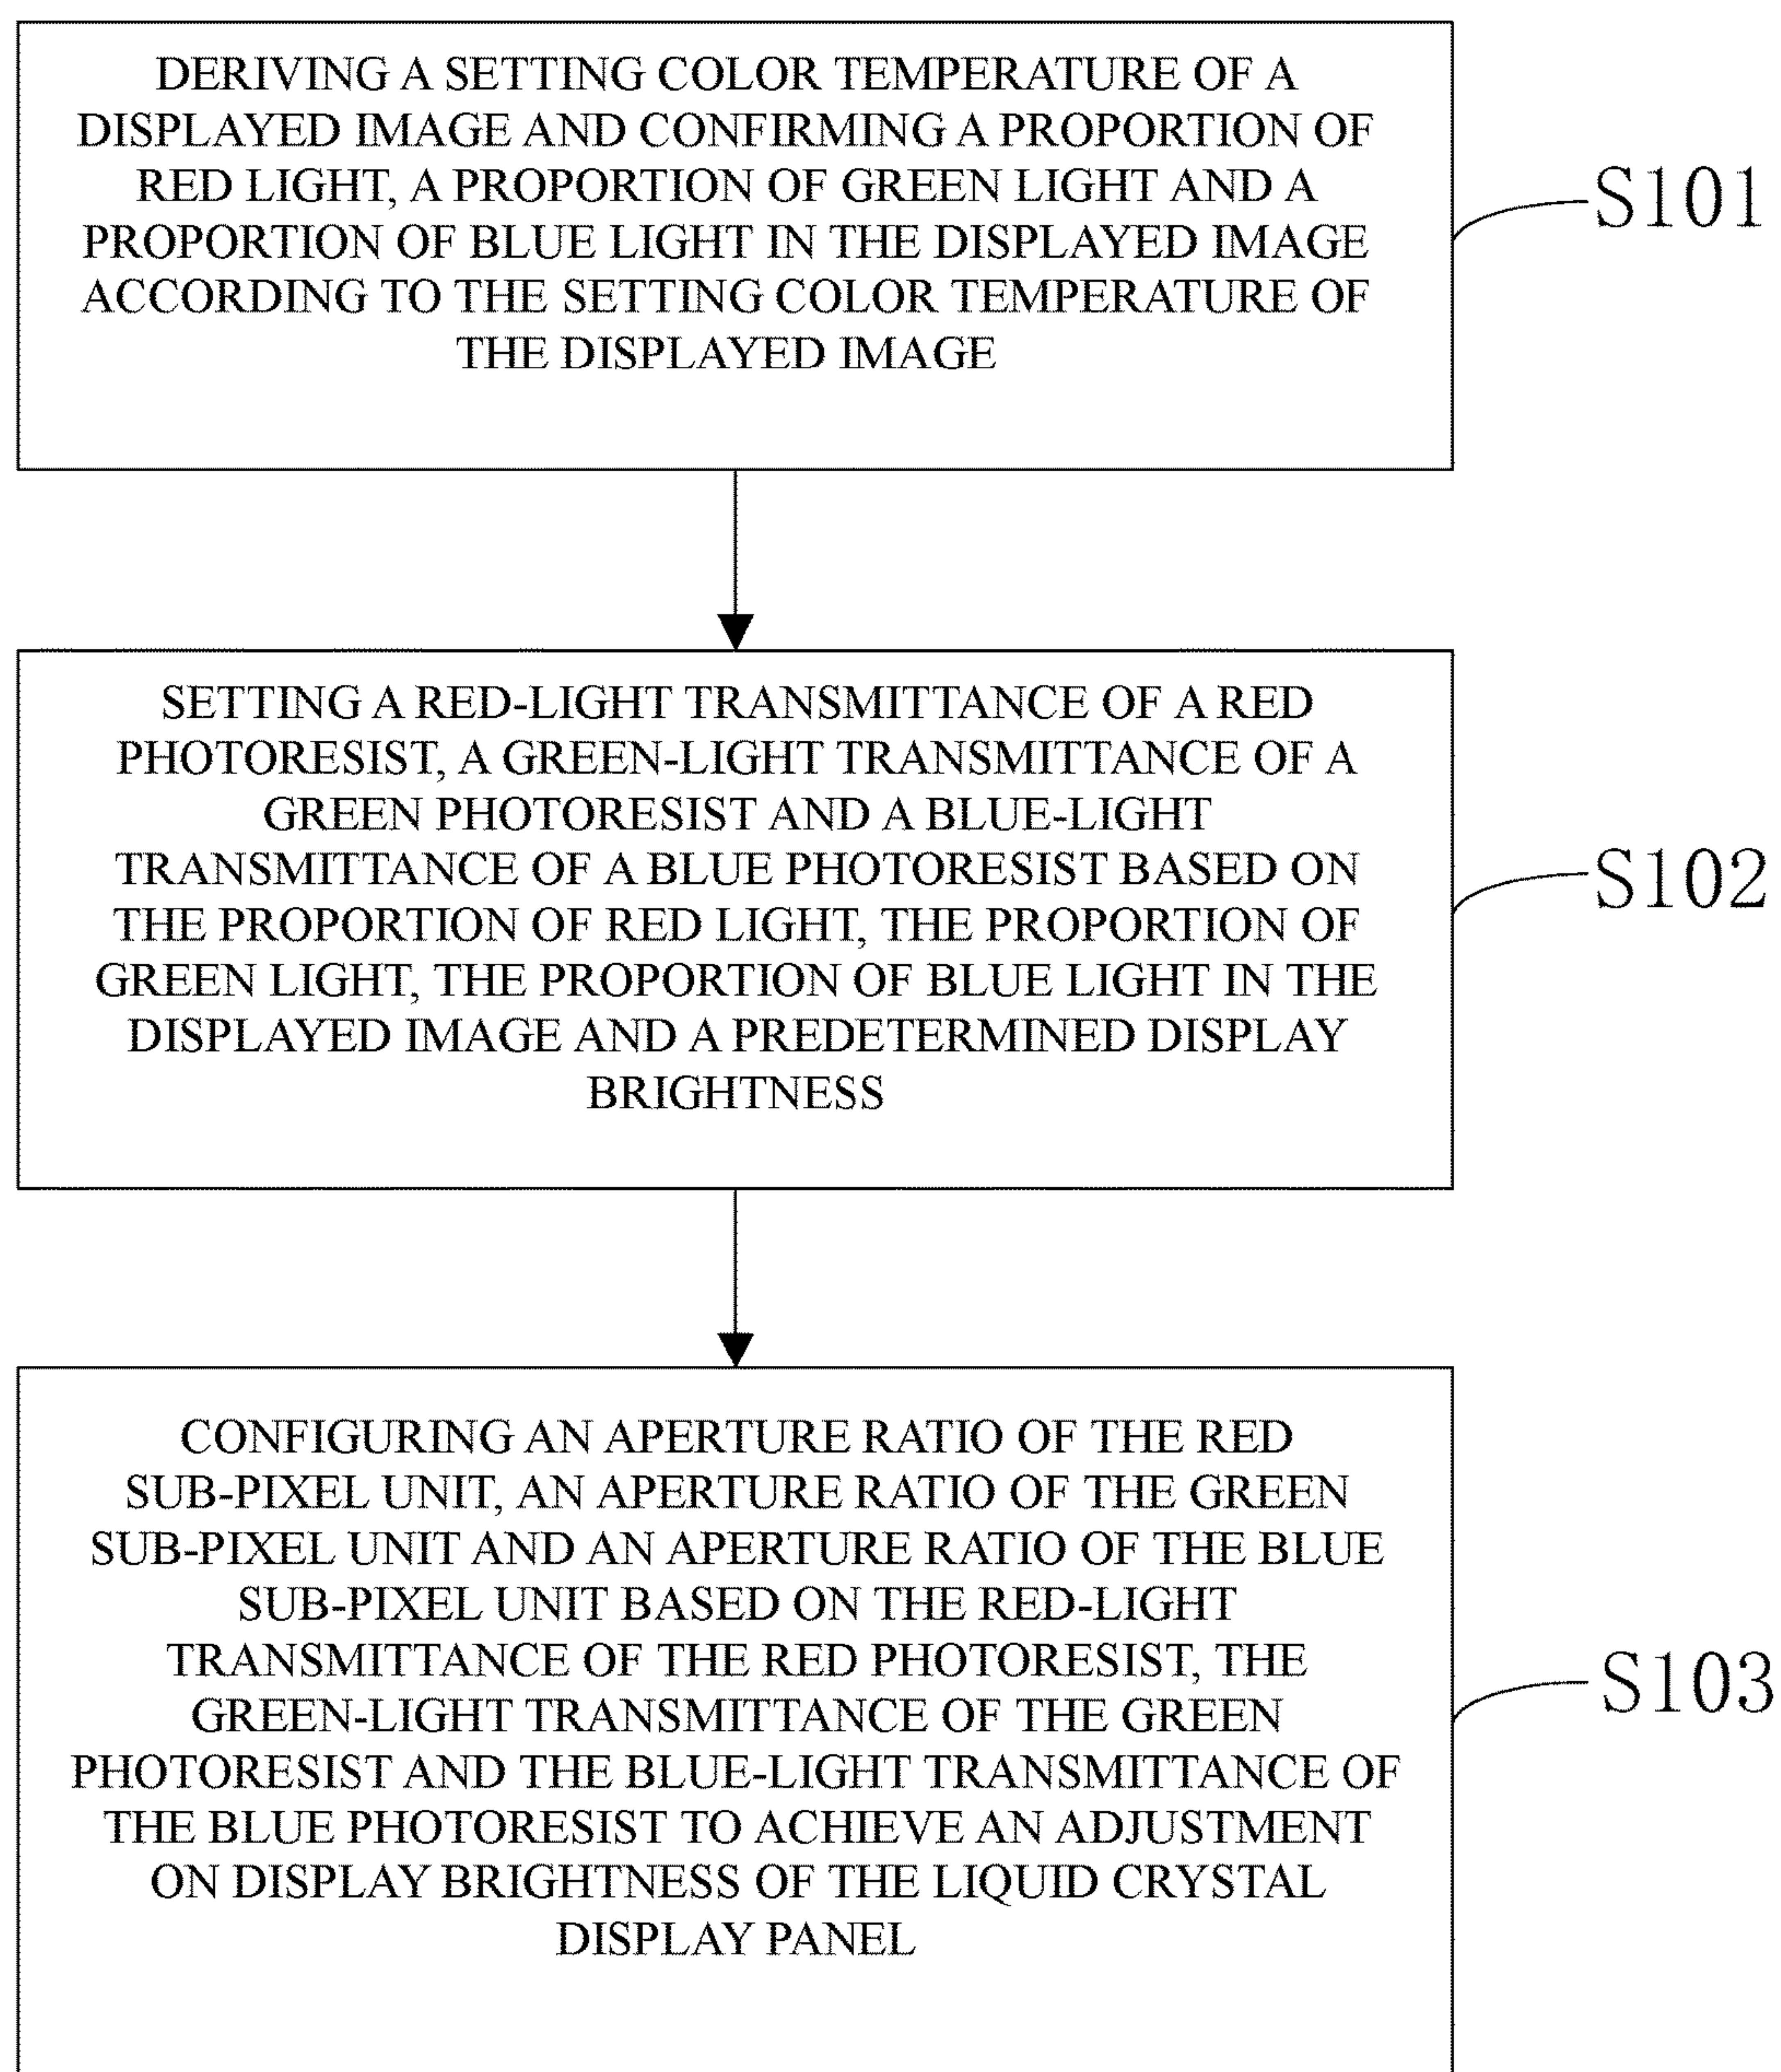 DERIVING A SETTING COLOR TEMPERATURE OF A
DISPLAYED IMAGE AND CONFIRMING A PROPORTION OF
RED LIGHT, A PROPORTION OF GREEN LIGHT AND A
PROPORTION OF BLUE LIGHT IN THE DISPLAYED IMAGE
ACCORDING TO THE SETTING COLOR TEMPERATURE OF
THE DISPLAYED IMAGE
S101
SETTING A RED-LIGHT TRANSMITTANCE OF A RED
PHOTORESIST, A GREEN-LIGHT TRANSMITTANCE OF A
GREEN PHOTORESIST AND A BLUE-LIGHT
TRANSMITTANCE OF A BLUE PHOTORESIST BASED ON
THE PROPORTION OF RED LIGHT, THE PROPORTION OF
GREEN LIGHT, THE PROPORTION OF BLUE LIGHT IN THE
DISPLAYED IMAGE AND A PREDETERMINED DISPLAY
BRIGHTNESS
S102
CONFIGURING AN APERTURE RATIO OF THE RED
SUB-PIXEL UNIT, AN APERTURE RATIO OF THE GREEN
SUB-PIXEL UNIT AND AN APERTURE RATIO OF THE BLUE
SUB-PIXEL UNIT BASED ON THE RED-LIGHT
TRANSMITTANCE OF THE RED PHOTORESIST, THE
GREEN-LIGHT TRANSMITTANCE OF THE GREEN
PHOTORESIST AND THE BLUE-LIGHT TRANSMITTANCE OF
THE BLUE PHOTORESIST TO ACHIEVE AN ADJUSTMENT
ON DISPLAY BRIGHTNESS OF THE LIQUID CRYSTAL
DISPLAY PANEL
S103